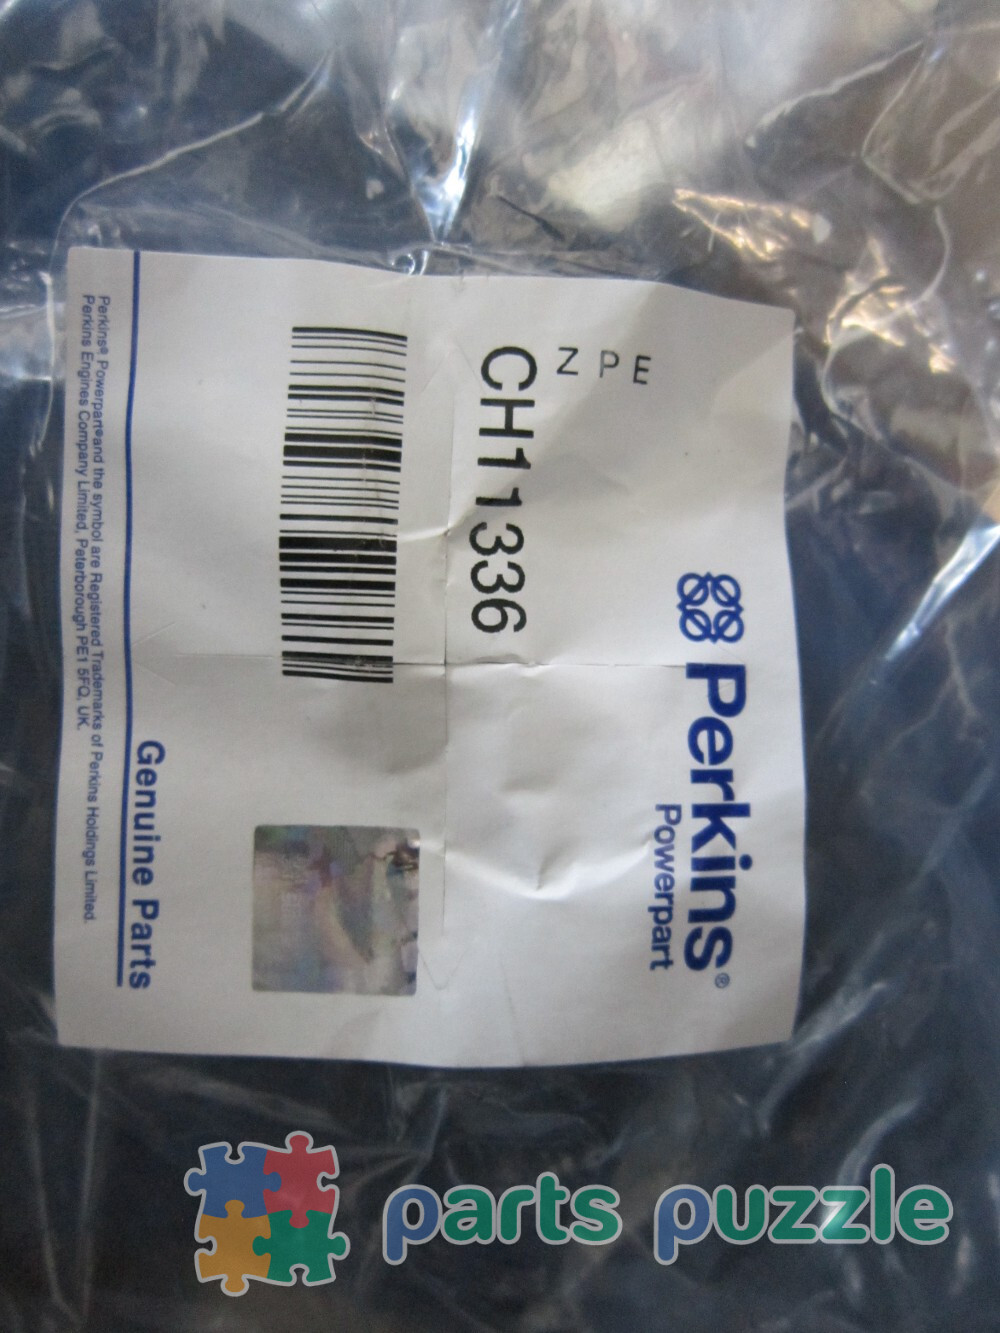 Perkins®
Powerpart
ZPE
CH11336
Genuine Parts
Perkins® Powerpart® and the symbol are Registered Trademarks of Perkins Holdings Limited.
Perkins Engines Company Limited, Peterborough PE1 5FQ, UK.
parts puzzle